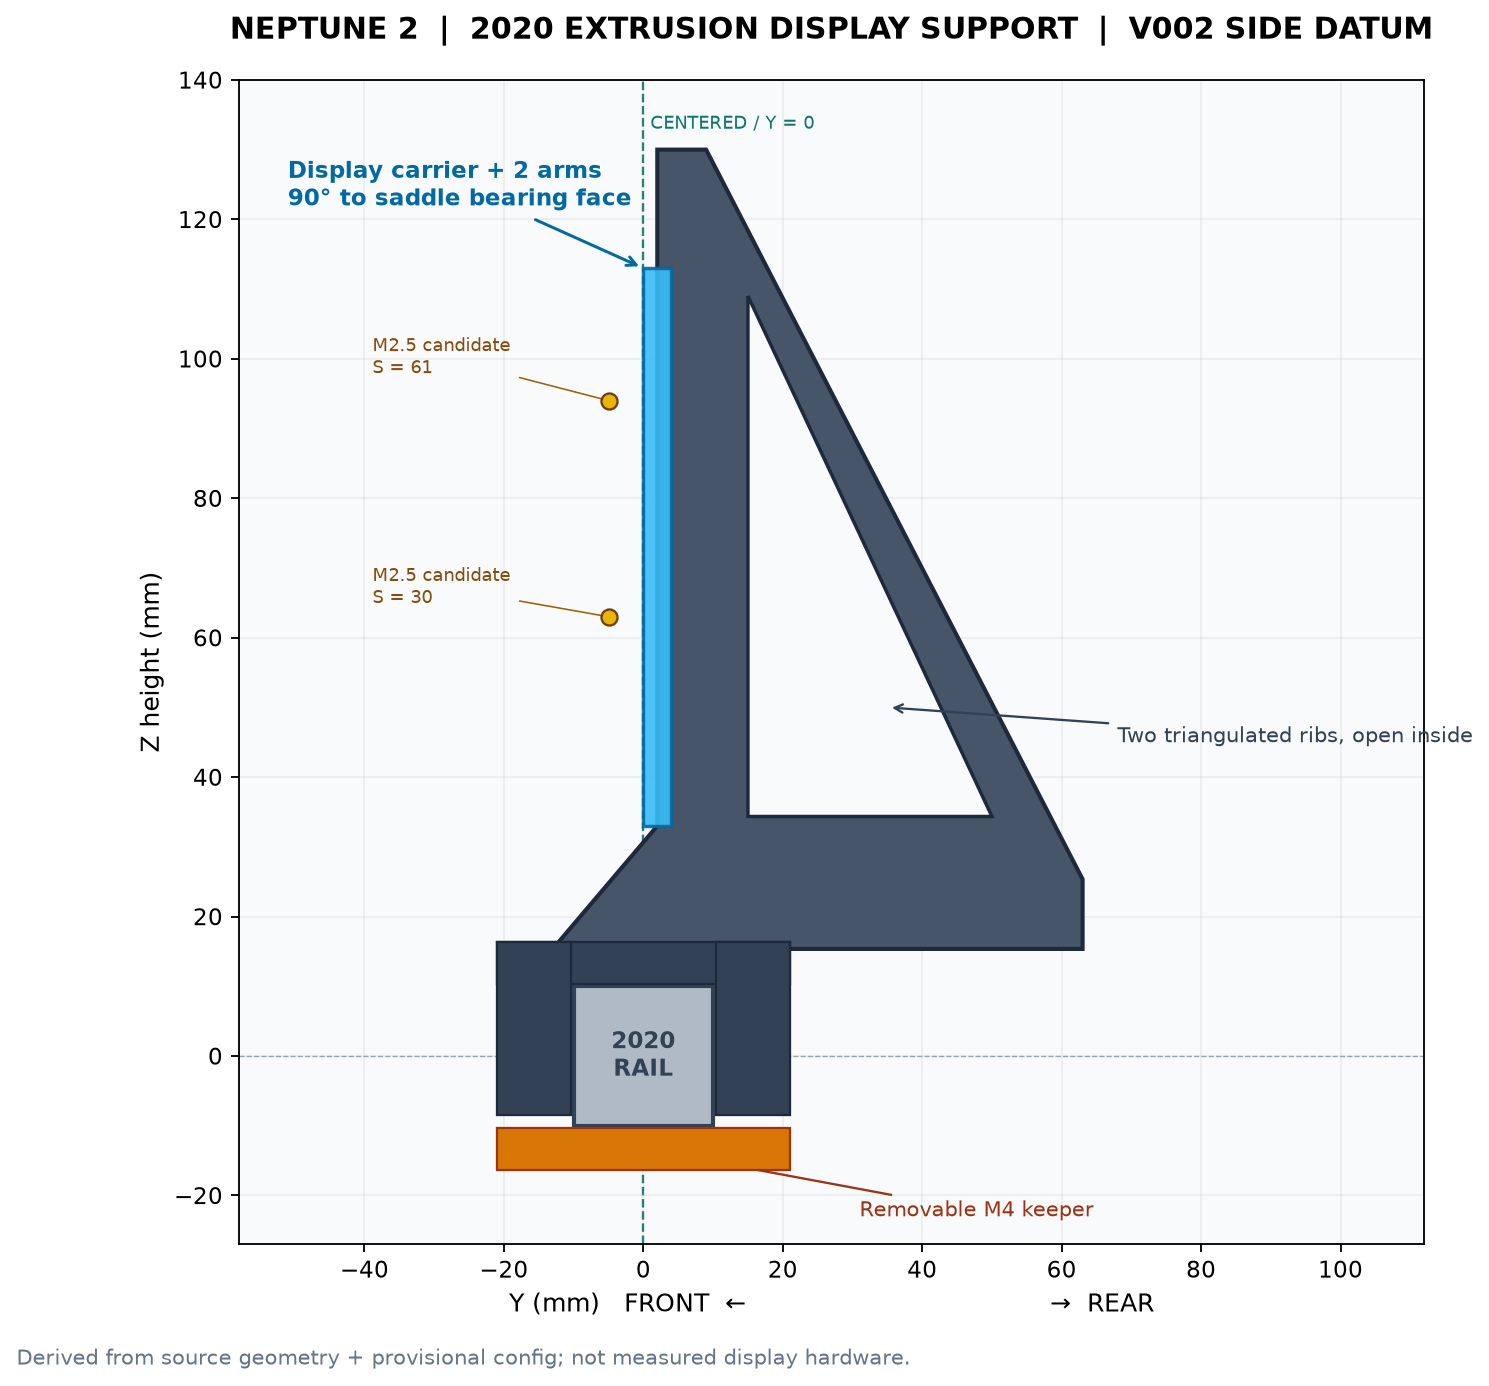 NEPTUNE 2 | 2020 EXTRUSION DISPLAY SUPPORT | V002 SIDE DATUM
140
CENTERED / Y = 0
Display carrier + 2 arms
90° to saddle bearing face
120
M2.5 candidate
S = 61
100
80
M2.5 candidate
S = 30
60
Two triangulated ribs, open inside
40
20
2020
RAIL
0
−20
Removable M4 keeper
Z height (mm)
−40
−20
0
20
40
60
80
100
Y (mm) FRONT ← → REAR
Derived from source geometry + provisional config; not measured display hardware.